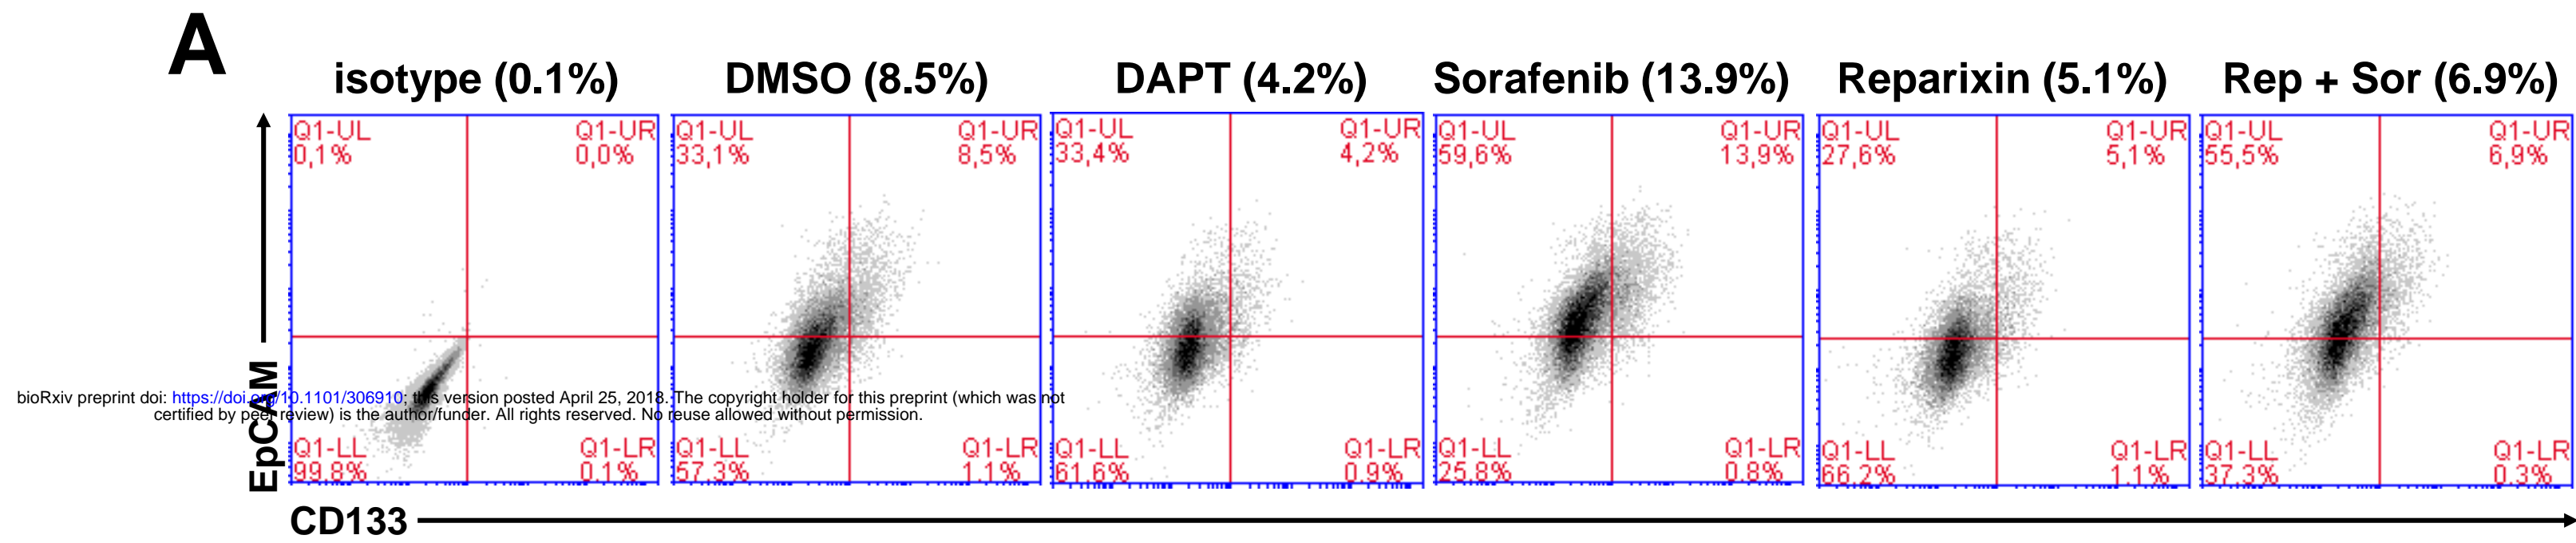 A
isotype (0.1%) DMSO (8.5%) DAPT (4.2%) Sorafenib (13.9%) Reparixin (5.1%) Rep + Sor (6.9%)
Q1-UL Q1-UR Q1-UL Q1-UR Q1-UL Q1-UR Q1-UL Q1-UR Q1-UL Q1-UR Q1-UL Q1-UR
0,1% 0,0% 33,1% 8,5% 33,4% 4,2% 59,6% 13,9% 27,6% 5,1% 55,5% 6,9%
EpCAM
bioRxiv preprint doi: https://doi.org/10.1101/306910; this version posted April 25, 2018. The copyright holder for this preprint (which was not
certified by peer review) is the author/funder. All rights reserved. No reuse allowed without permission.
Q1-LL Q1-LR Q1-LL Q1-LR Q1-LL Q1-LR Q1-LL Q1-LR Q1-LL Q1-LR Q1-LL Q1-LR
99,8% 0,1% 57,3% 1,1% 61,6% 0,9% 25,8% 0,8% 66,2% 1,1% 37,3% 0,3%
CD133